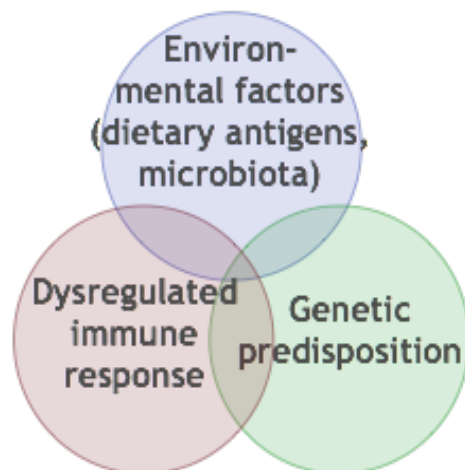 Environ-
mental factors
(dietary antigens,
microbiota)
Dysregulated
immune
response
Genetic
predisposition